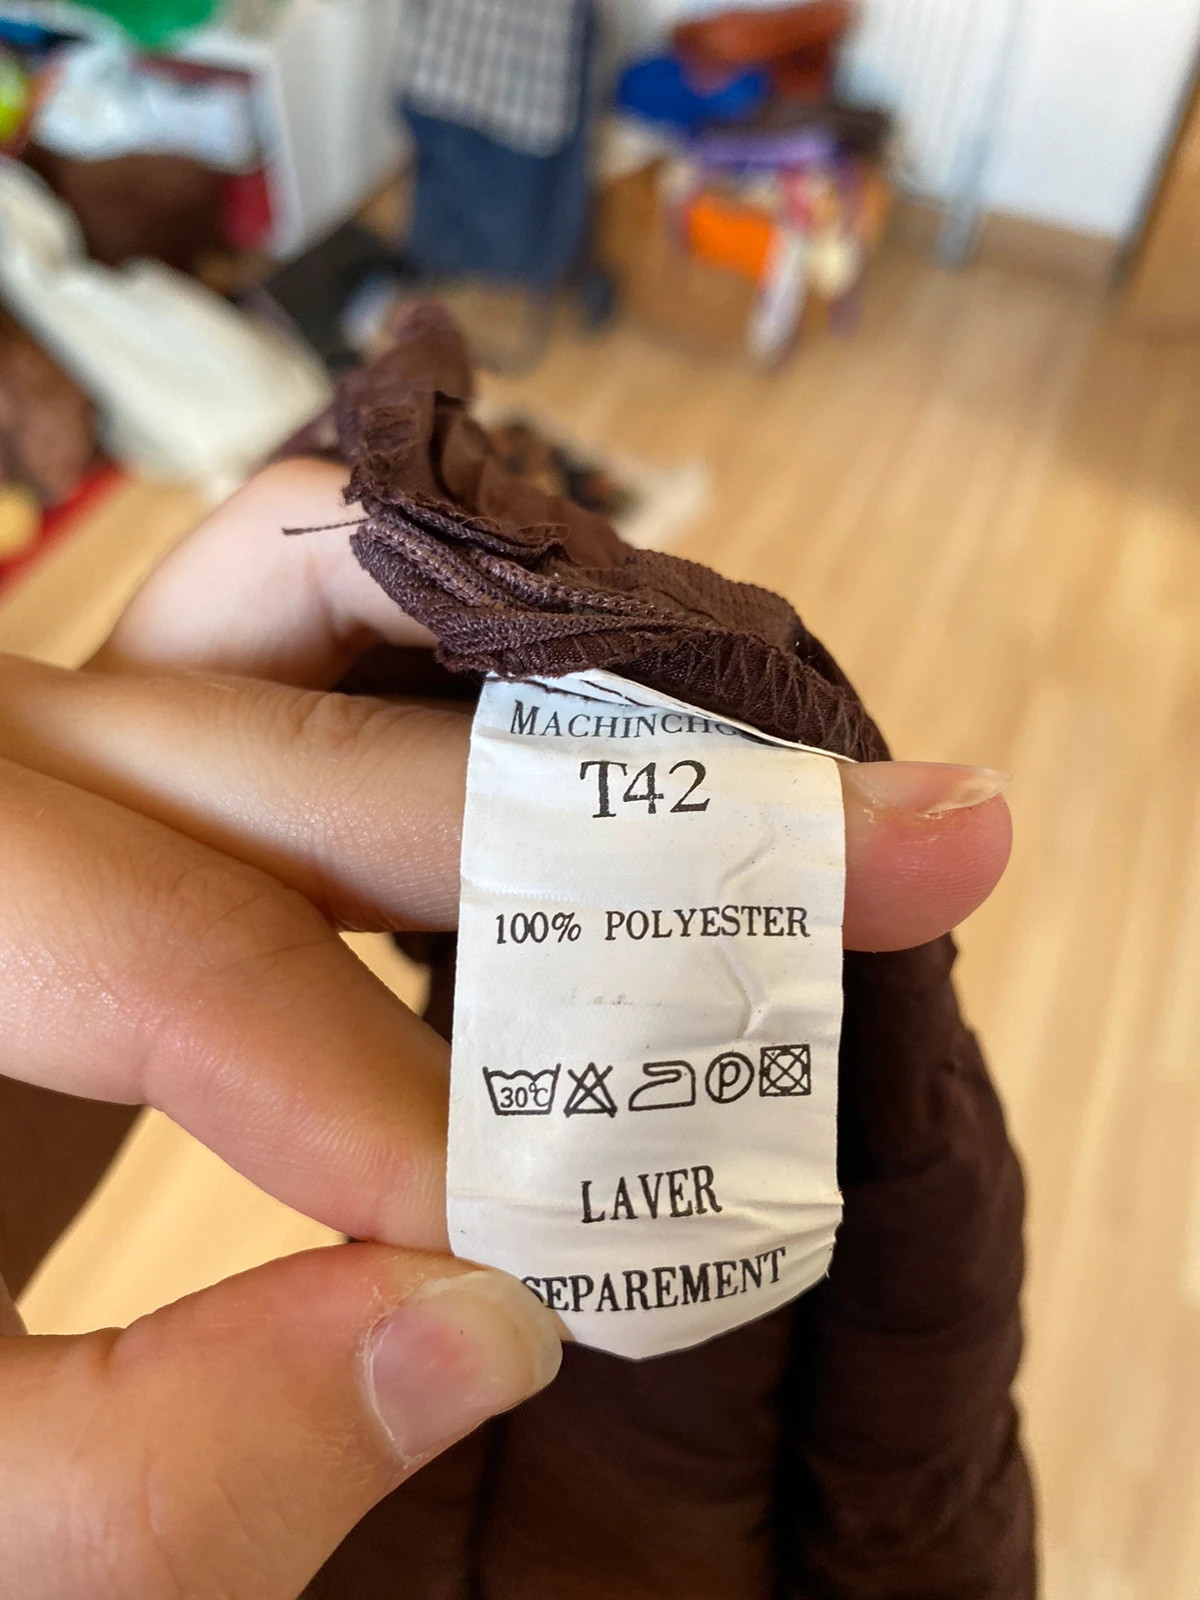 T42
100% POLYESTER
30°C P
LAVER
SEPAREMENT